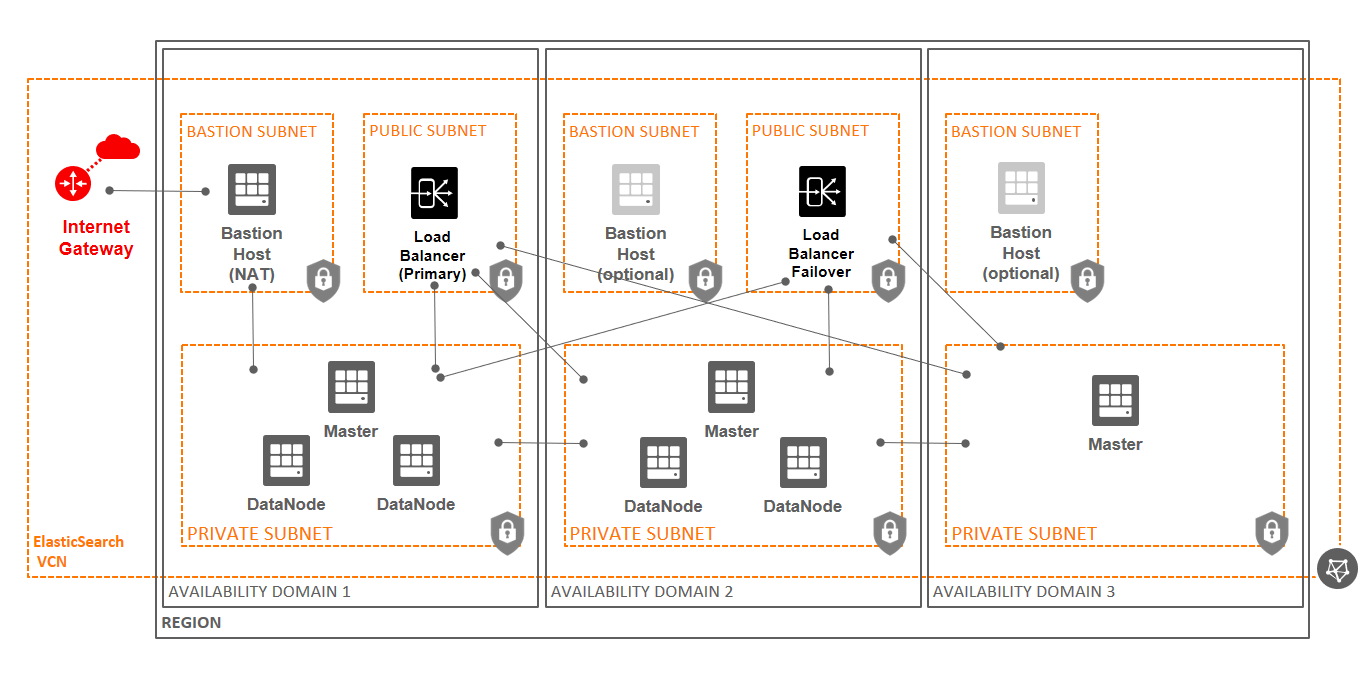 BASTION SUBNET
PUBLIC SUBNET
BASTION SUBNET
PUBLIC SUBNET
BASTION SUBNET
Internet
Gateway
Bastion
Host
(NAT)
Load
Balancer
(Primary)
Bastion
Host
(optional)
Load
Balancer
Failover
Bastion
Host
(optional)
Master
DataNode
DataNode
PRIVATE SUBNET
Master
DataNode
DataNode
PRIVATE SUBNET
Master
PRIVATE SUBNET
ElasticSearch
VCN
AVAILABILITY DOMAIN 1
AVAILABILITY DOMAIN 2
AVAILABILITY DOMAIN 3
REGION